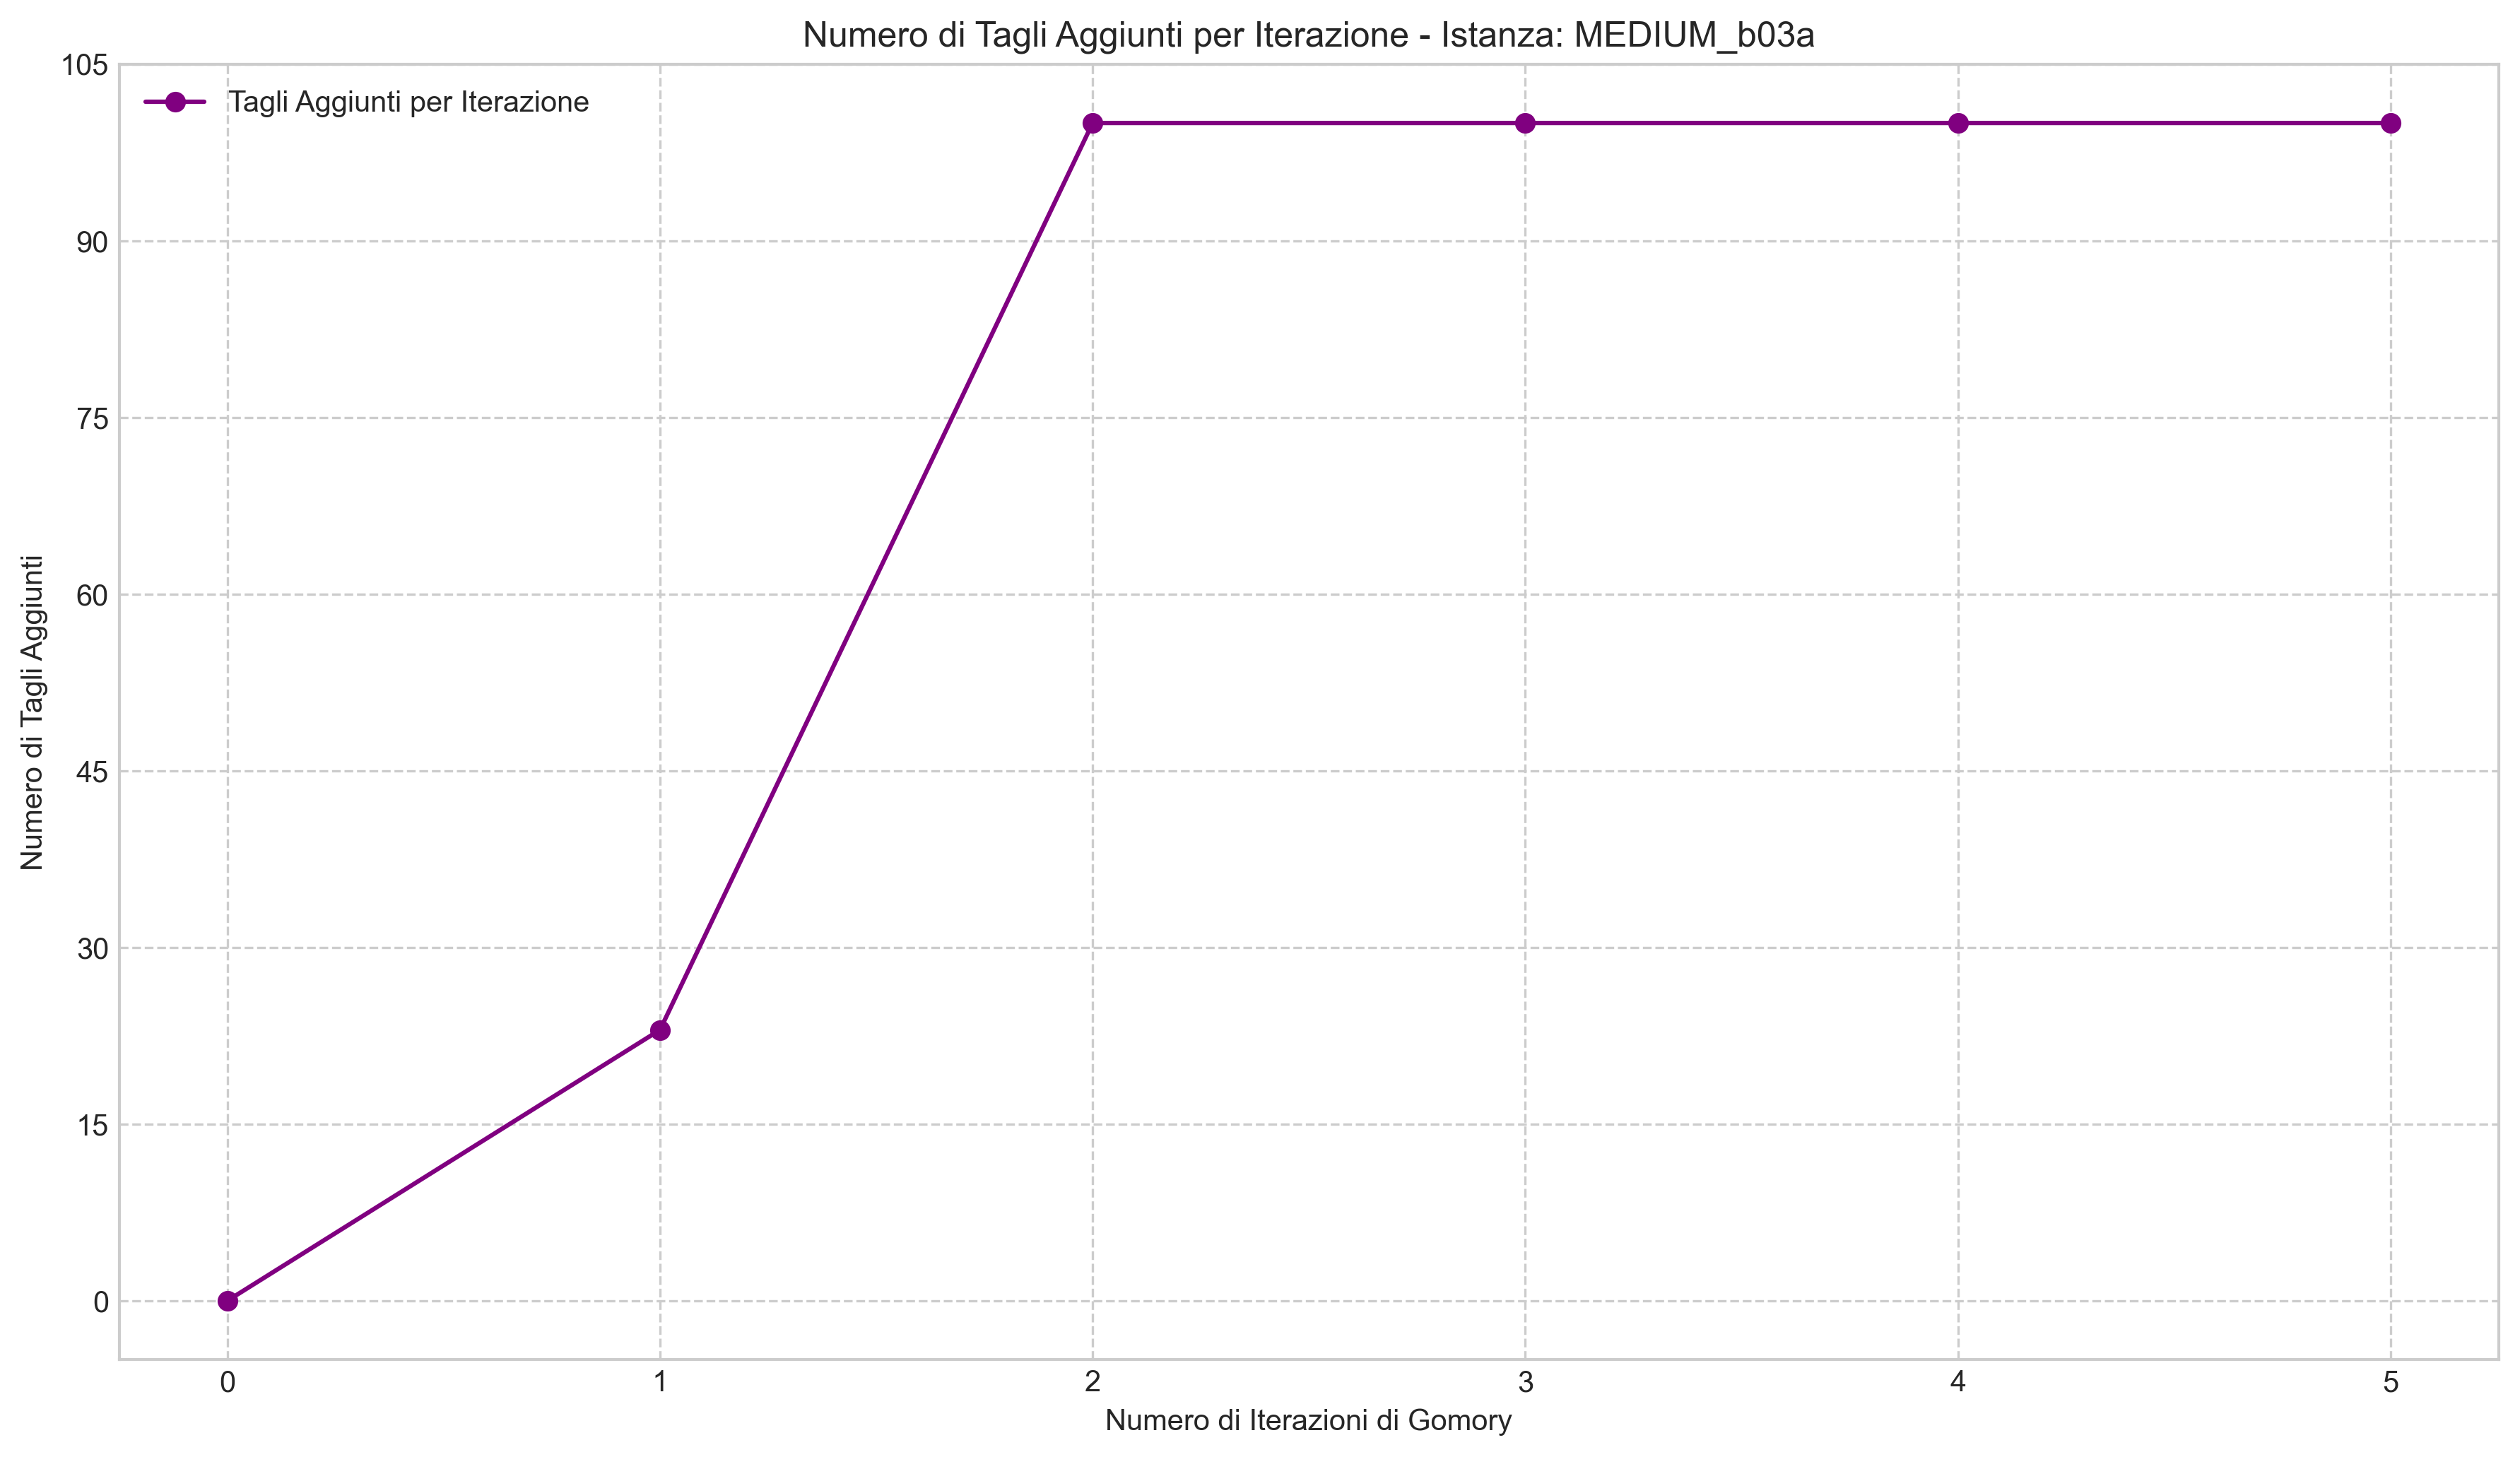 Numero di Tagli Aggiunti per Iterazione - Istanza: MEDIUM_b03a
Tagli Aggiunti per Iterazione
Numero di Tagli Aggiunti
105
90
75
60
45
30
15
0
0 1 2 3 4 5
Numero di Iterazioni di Gomory